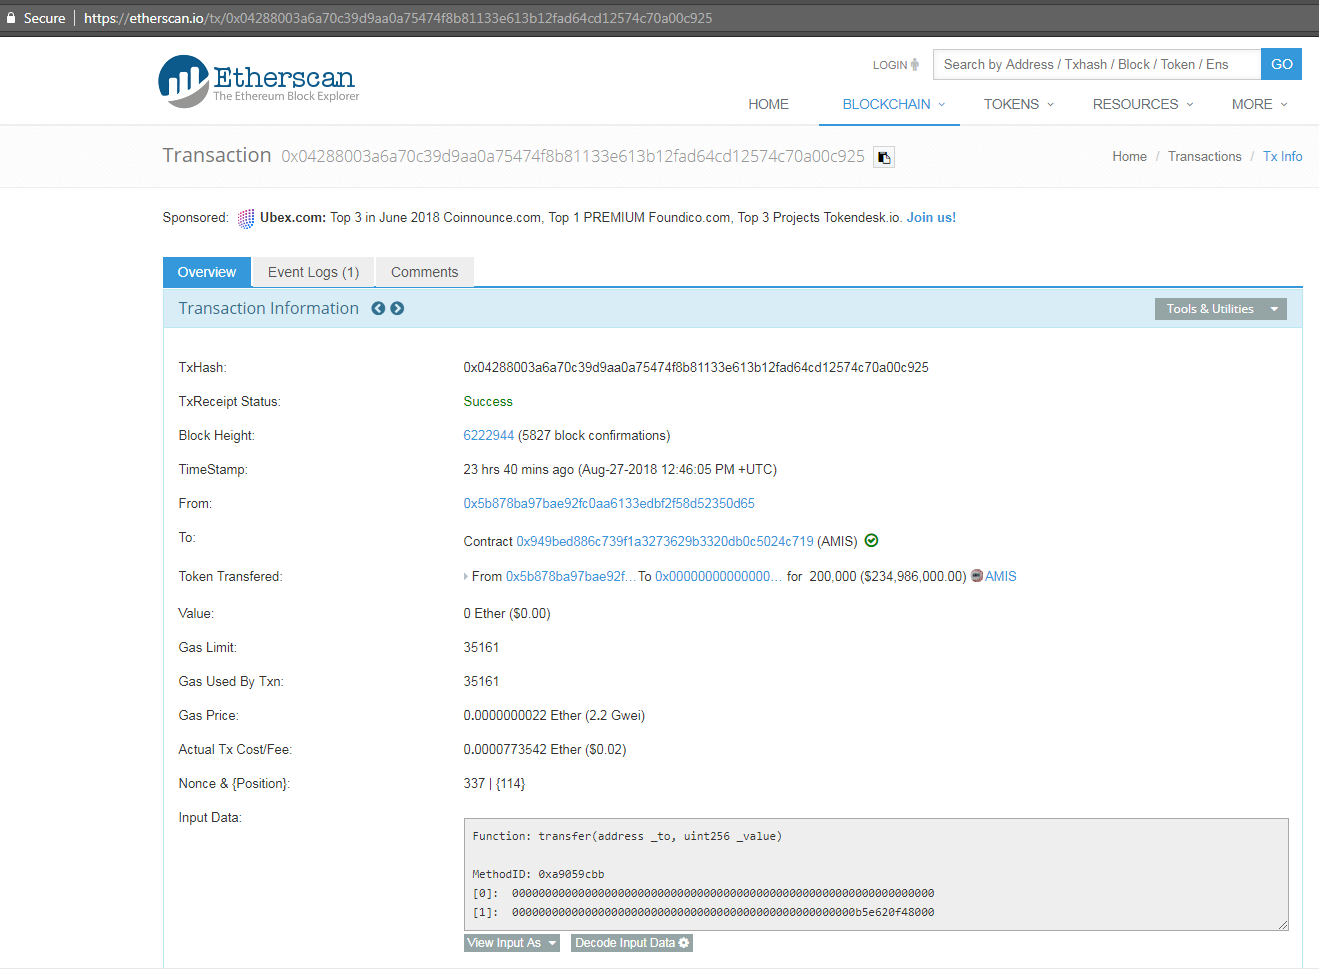 Secure | https://etherscan.io/tx/0x04288003a6a70c39d9aa0a75474f8b81133e613b12fad64cd12574c70a00c925
Etherscan
The Ethereum Block Explorer
LOGIN
Search by Address / Txhash / Block / Token / Ens
GO
HOME BLOCKCHAIN TOKENS RESOURCES MORE
Transaction 0x04288003a6a70c39d9aa0a75474f8b81133e613b12fad64cd12574c70a00c925
Home / Transactions / Tx Info
Sponsored: Ubex.com: Top 3 in June 2018 Coinnounce.com, Top 1 PREMIUM Foundico.com, Top 3 Projects Tokendesk.io. Join us!
Overview Event Logs (1) Comments
Transaction Information Tools & Utilities
TxHash: 0x04288003a6a70c39d9aa0a75474f8b81133e613b12fad64cd12574c70a00c925
TxReceipt Status: Success
Block Height: 6222944 (5827 block confirmations)
TimeStamp: 23 hrs 40 mins ago (Aug-27-2018 12:46:05 PM +UTC)
From: 0x5b878ba97bae92fc0aa6133edbf2f58d52350d65
To: Contract 0x949bed886c739f1a3273629b3320db0c5024c719 (AMIS)
Token Transfered: From 0x5b878ba97bae92f... To 0x00000000000000... for 200,000 ($234,986,000.00) AMIS
Value: 0 Ether ($0.00)
Gas Limit: 35161
Gas Used By Txn: 35161
Gas Price: 0.0000000022 Ether (2.2 Gwei)
Actual Tx Cost/Fee: 0.0000773542 Ether ($0.02)
Nonce & {Position}: 337 | {114}
Input Data:
Function: transfer(address _to, uint256 _value)
MethodID: 0xa9059cbb
[0]: 0000000000000000000000000000000000000000000000000000000000000000
[1]: 0000000000000000000000000000000000000000000000000000b5e620f48000
View Input As Decode Input Data